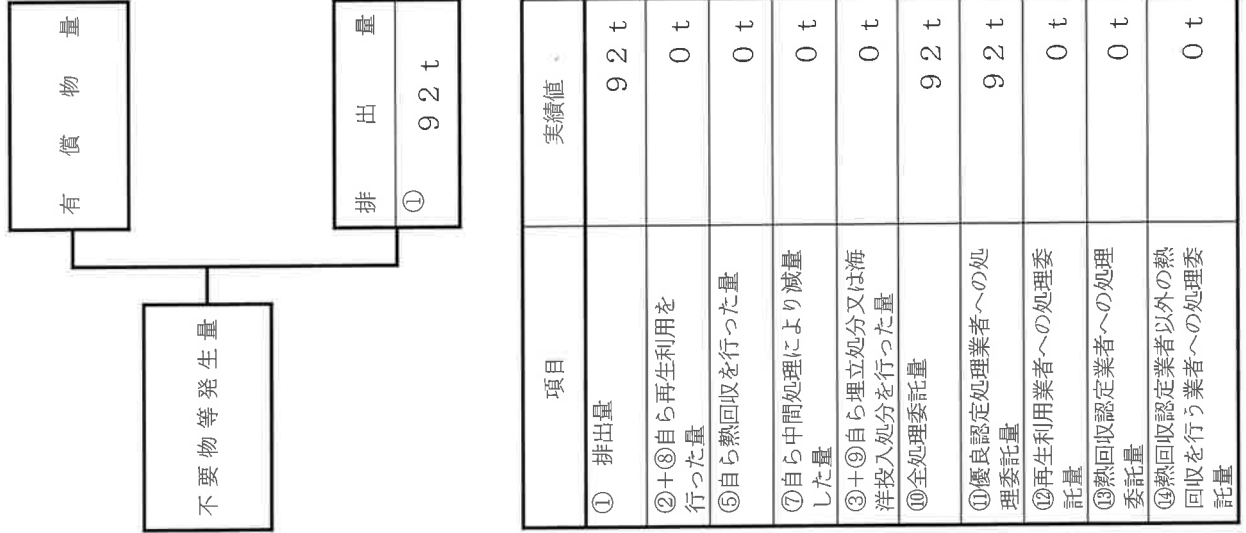 有償物量
不要物等発生量
排出量
① 92t
項目 実績値
① 排出量 92t
②+⑧自ら再生利用を
行った量 0t
⑤自ら熱回収を行った量 0t
⑦自ら中間処理により減量
した量 0t
③+⑨自ら埋立処分又は海
洋投入処分を行った量 0t
⑩全処理委託量 92t
⑪優良認定処理業者への処
理委託量 92t
⑫再生利用業者への処理委
託量 0t
⑬熱回収認定業者への処理
委託量 0t
⑭熱回収認定業者以外の熱
回収を行う業者への処理委
託量 0t